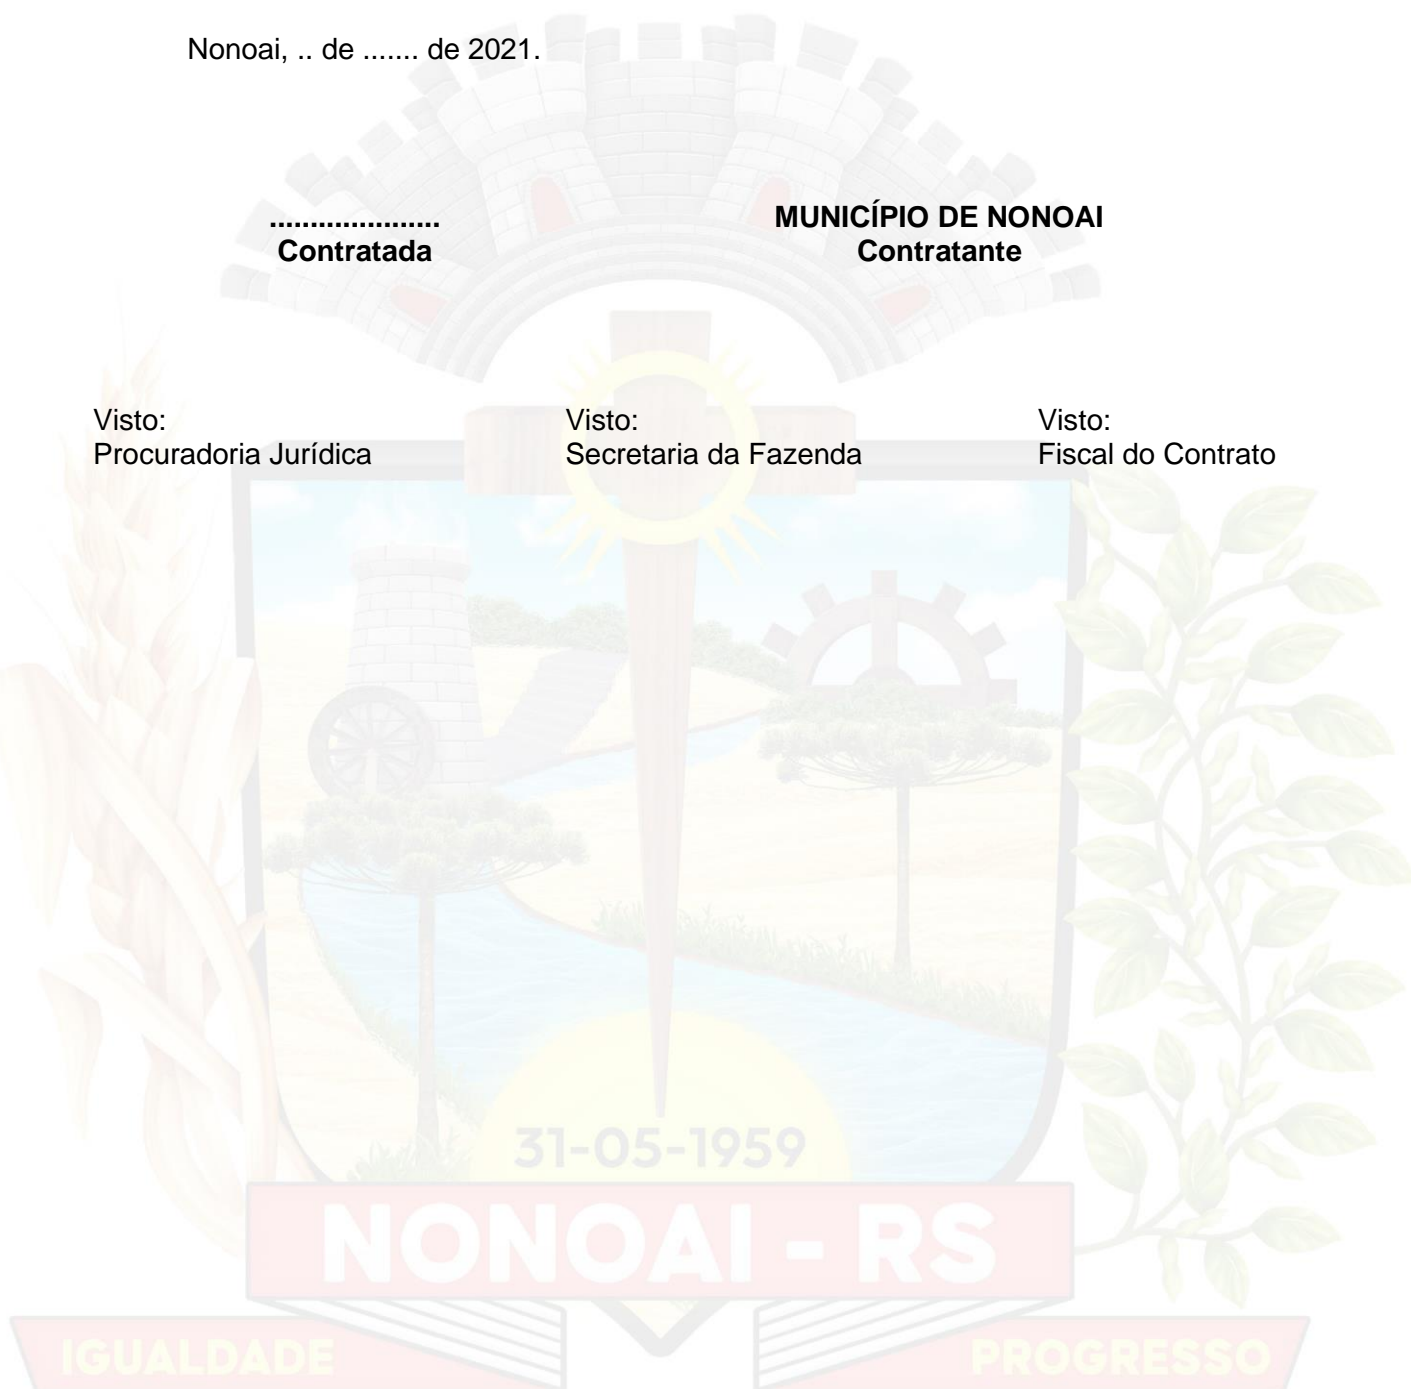 Nonoai, .. de ....... de 2021.
..................... MUNICÍPIO DE NONOAI
Contratada Contratante
Visto: Visto: Visto:
Procuradoria Jurídica Secretaria da Fazenda Fiscal do Contrato
31-05-1959
NONOAI - RS
IGUALDADE PROGRESSO